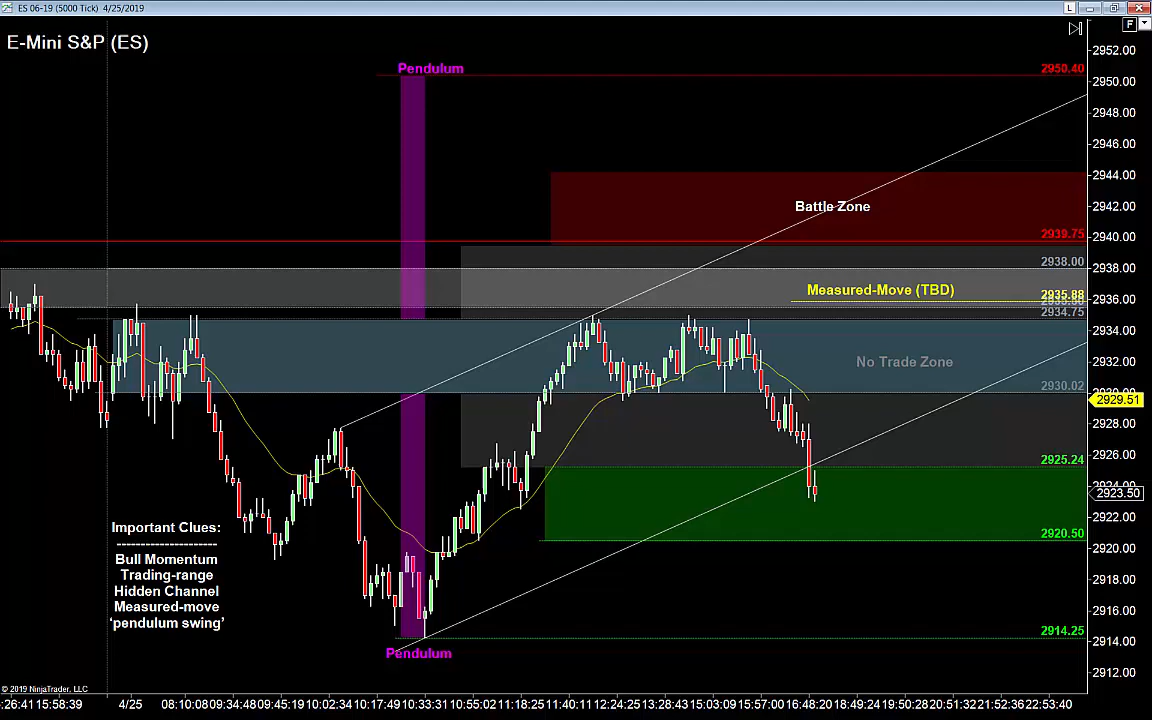 ES 06-19 (5000 Tick) 4/25/2019
L
F
E-Mini S&P (ES)
Pendulum
2950.40
Battle Zone
2939.75
2938.00
Measured-Move (TBD)
2935.88
2934.75
No Trade Zone
2930.02
2925.24
2920.50
2914.25
Pendulum
Important Clues:
---------------------
Bull Momentum
Trading-range
Hidden Channel
Measured-move
‘pendulum swing’
2952.00
2950.00
2948.00
2946.00
2944.00
2942.00
2940.00
2938.00
2936.00
2934.00
2932.00
2929.51
2928.00
2926.00
2923.50
2922.00
2920.00
2918.00
2916.00
2914.00
2912.00
© 2019 NinjaTrader, LLC
:26:41 15:58:39 4/25 08:10:08 09:34:48 09:45:19 10:02:34 10:17:49 10:33:31 10:55:02 11:18:25 11:40:11 12:24:25 13:28:43 15:03:09 15:57:00 16:48:20 18:49:24 19:50:28 20:51:32 21:52:36 22:53:40